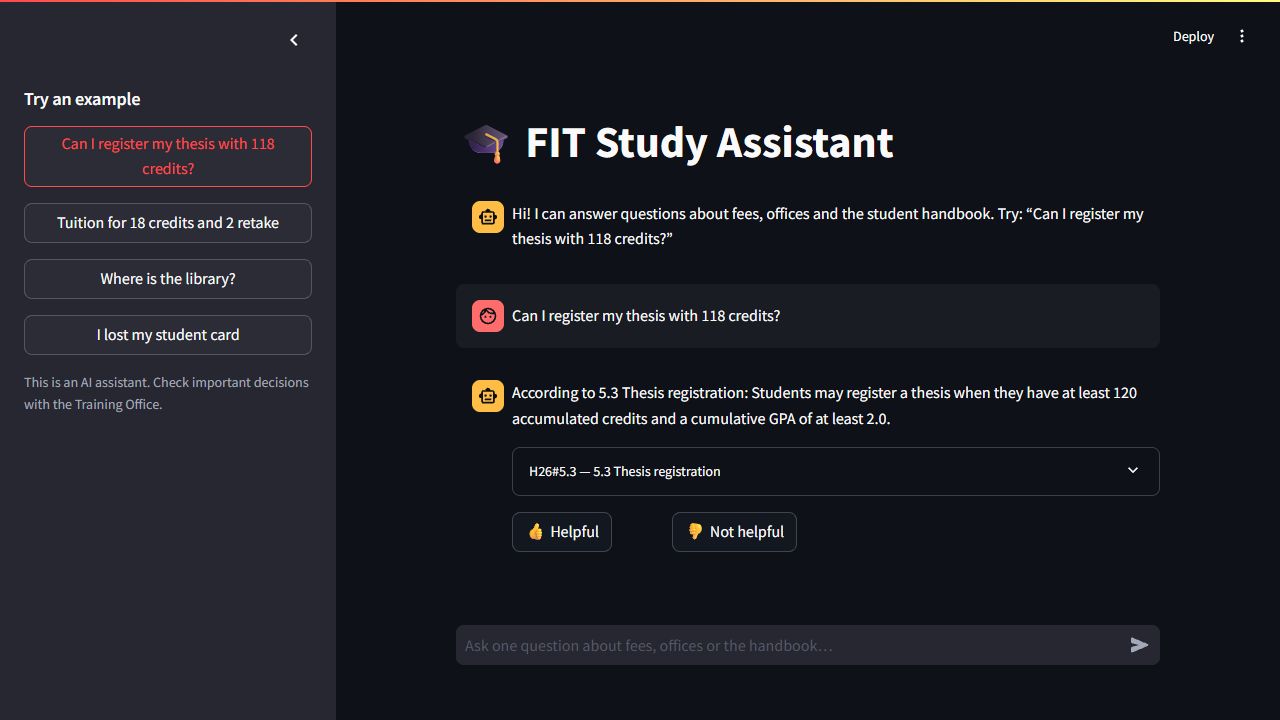 Deploy
Try an example
Can I register my thesis with 118
credits?
Tuition for 18 credits and 2 retake
Where is the library?
I lost my student card
This is an AI assistant. Check important decisions
with the Training Office.
FIT Study Assistant
Hi! I can answer questions about fees, offices and the student handbook. Try: “Can I register my
thesis with 118 credits?”
Can I register my thesis with 118 credits?
According to 5.3 Thesis registration: Students may register a thesis when they have at least 120
accumulated credits and a cumulative GPA of at least 2.0.
H26#5.3 — 5.3 Thesis registration
👍 Helpful
👎 Not helpful
Ask one question about fees, offices or the handbook…